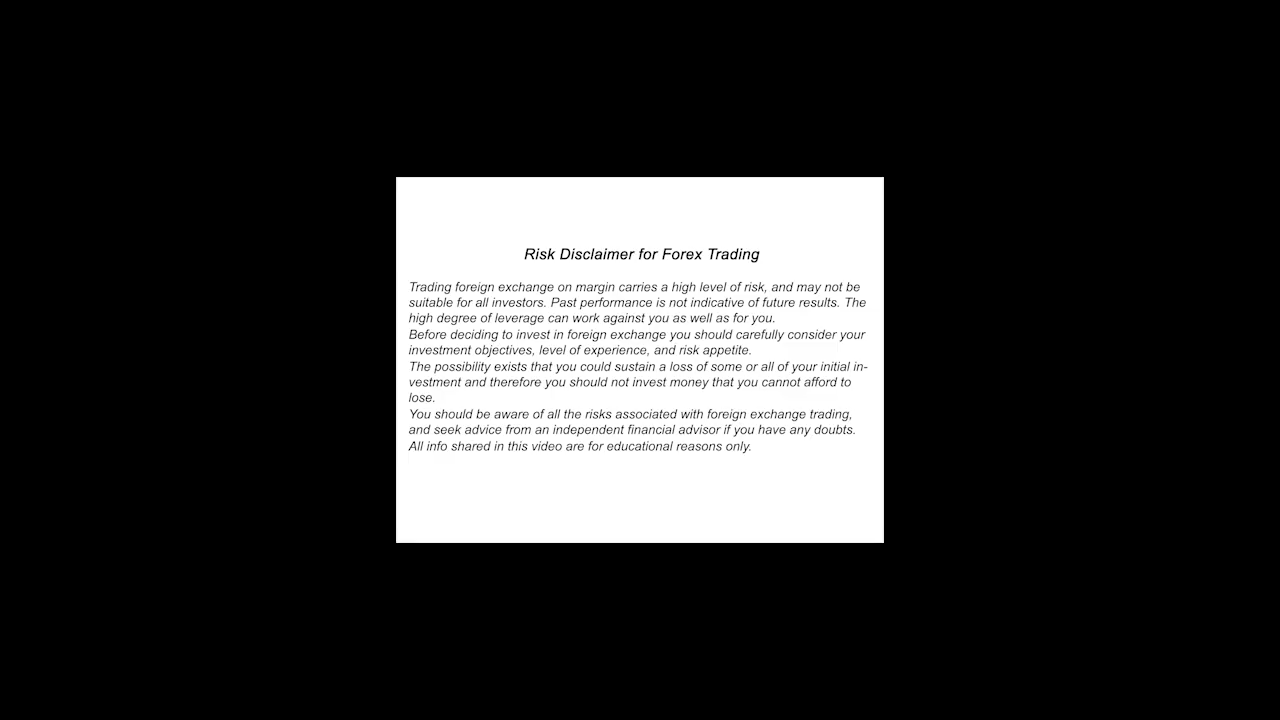 Risk Disclaimer for Forex Trading
Trading foreign exchange on margin carries a high level of risk, and may not be
suitable for all investors. Past performance is not indicative of future results. The
high degree of leverage can work against you as well as for you.
Before deciding to invest in foreign exchange you should carefully consider your
investment objectives, level of experience, and risk appetite.
The possibility exists that you could sustain a loss of some or all of your initial in-
vestment and therefore you should not invest money that you cannot afford to
lose.
You should be aware of all the risks associated with foreign exchange trading,
and seek advice from an independent financial advisor if you have any doubts.
All info shared in this video are for educational reasons only.